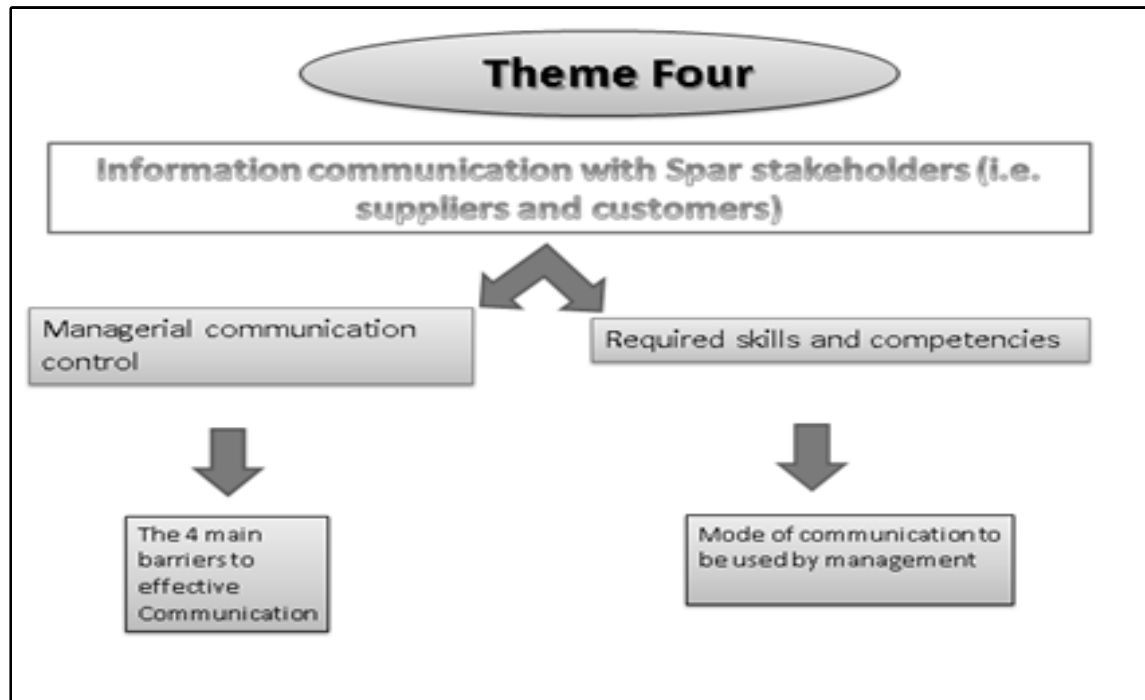 Theme Four
Information communication with Spar stakeholders (i.e.
suppliers and customers)
Managerial communication
control
Required skills and competencies
The 4 main
barriers to
effective
Communication
Mode of communication to
be used by management